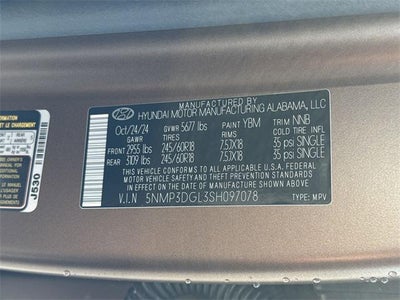 HYUNDAI MOTOR MANUFACTURING ALABAMA, LLC
Oct/24/24 GVWR 5677 lbs PAINT YBM TRIM NNB
GAWR TIRES RIMS COLD TIRE
FRONT 2955 lbs 245/60R18 7.5JX18 35 psi SINGLE
REAR 3109 lbs 245/60R18 7.5JX18 35 psi SINGLE
THIS VEHICLE CONFORMS TO ALL APPLICABLE U.S.A. FEDERAL
MOTOR VEHICLE SAFETY AND THEFT PREVENTION STANDARDS IN EFFECT
ON THE DATE OF MANUFACTURE SHOWN ABOVE.
V.I.N 5NMP3DGL3SH097078 TYPE: MPV
J530